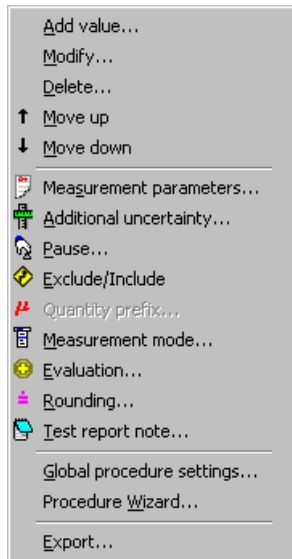 Add value...
Modify...
Delete...
Move up
Move down
Measurement parameters...
Additional uncertainty...
Pause...
Exclude/Include
μ Quantity prefix...
Measurement mode...
Evaluation...
Rounding...
Test report note...
Global procedure settings...
Procedure Wizard...
Export...